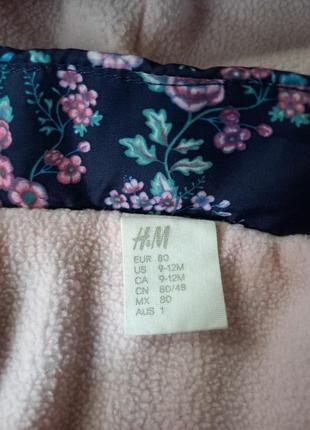 H&M
EUR 80
US 9-12M
CA 9-12M
CN 80/48
MX 80
AUS 1